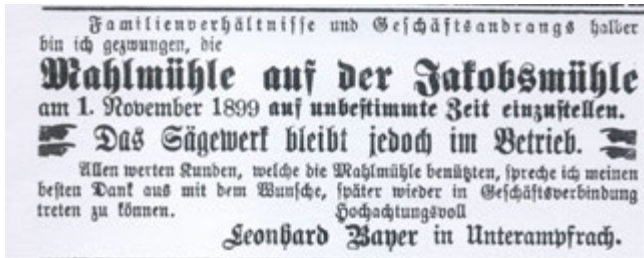 Familienverhältnisse und Geschäftsandrangs halber
bin ich gezwungen, die
Mahlmühle auf der Jakobsmühle
am 1. November 1899 auf unbestimmte Zeit einzustellen.
Das Sägewerk bleibt jedoch im Betrieb.
Allen werten Kunden, welche die Mahlmühle benützten, spreche ich meinen
besten Dank aus mit dem Wunsche, später wieder in Geschäftsverbindung
treten zu können. Hochachtungsvoll
Leonhard Bayer in Unterampfrach.